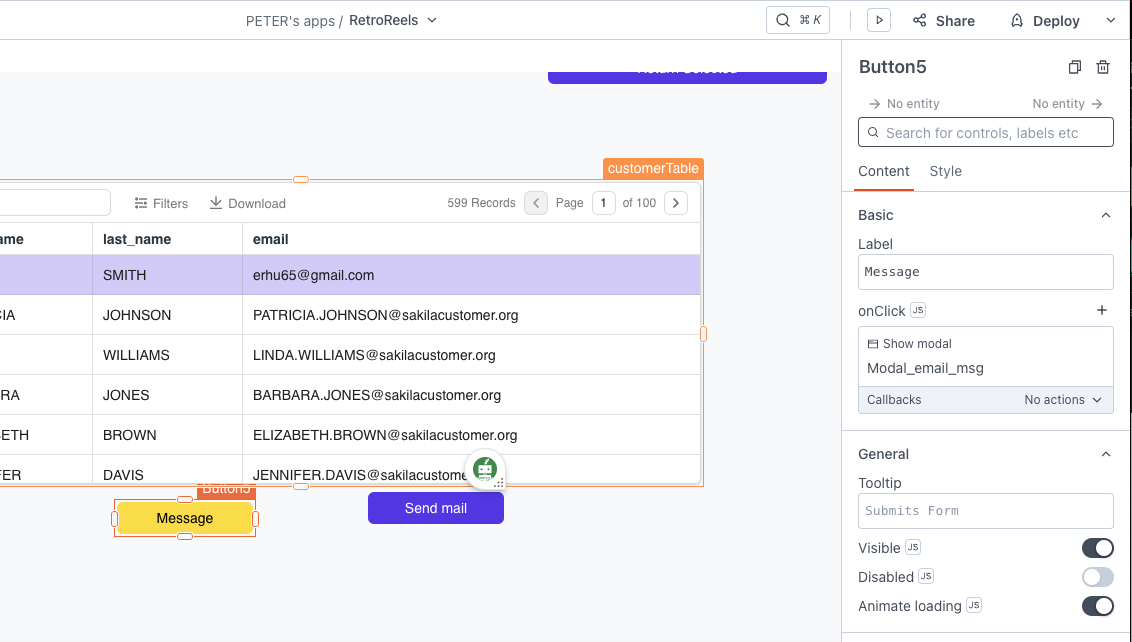 PETER's apps / RetroReels
⌘ K
Share
Deploy
Button5
No entity
No entity
Search for controls, labels etc
Content
Style
customerTable
Filters
Download
599 Records
Page
1
of 100
ame
last_name
email
SMITH
erhu65@gmail.com
CIA
JOHNSON
PATRICIA.JOHNSON@sakilacustomer.org
WILLIAMS
LINDA.WILLIAMS@sakilacustomer.org
RA
JONES
BARBARA.JONES@sakilacustomer.org
BETH
BROWN
ELIZABETH.BROWN@sakilacustomer.org
FER
DAVIS
JENNIFER.DAVIS@sakilacustome
Button5
Message
Send mail
Basic
Label
Message
onClick JS
Show modal
Modal_email_msg
Callbacks
No actions
General
Tooltip
Submits Form
Visible JS
Disabled JS
Animate loading JS